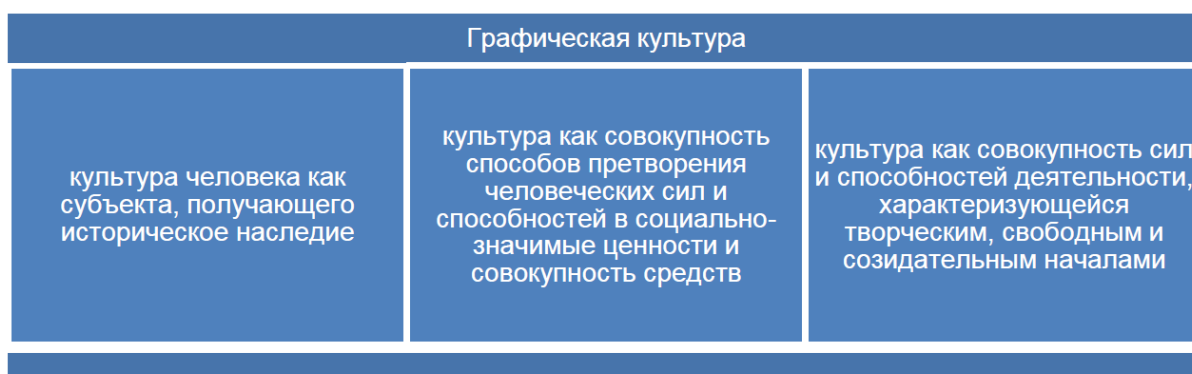 Графическая культура
культура человека как
субъекта, получающего
историческое наследие
культура как совокупность
способов претворения
человеческих сил и
способностей в социально-
значимые ценности и
совокупность средств
культура как совокупность сил
и способностей деятельности,
характеризующейся
творческим, свободным и
созидательным началами